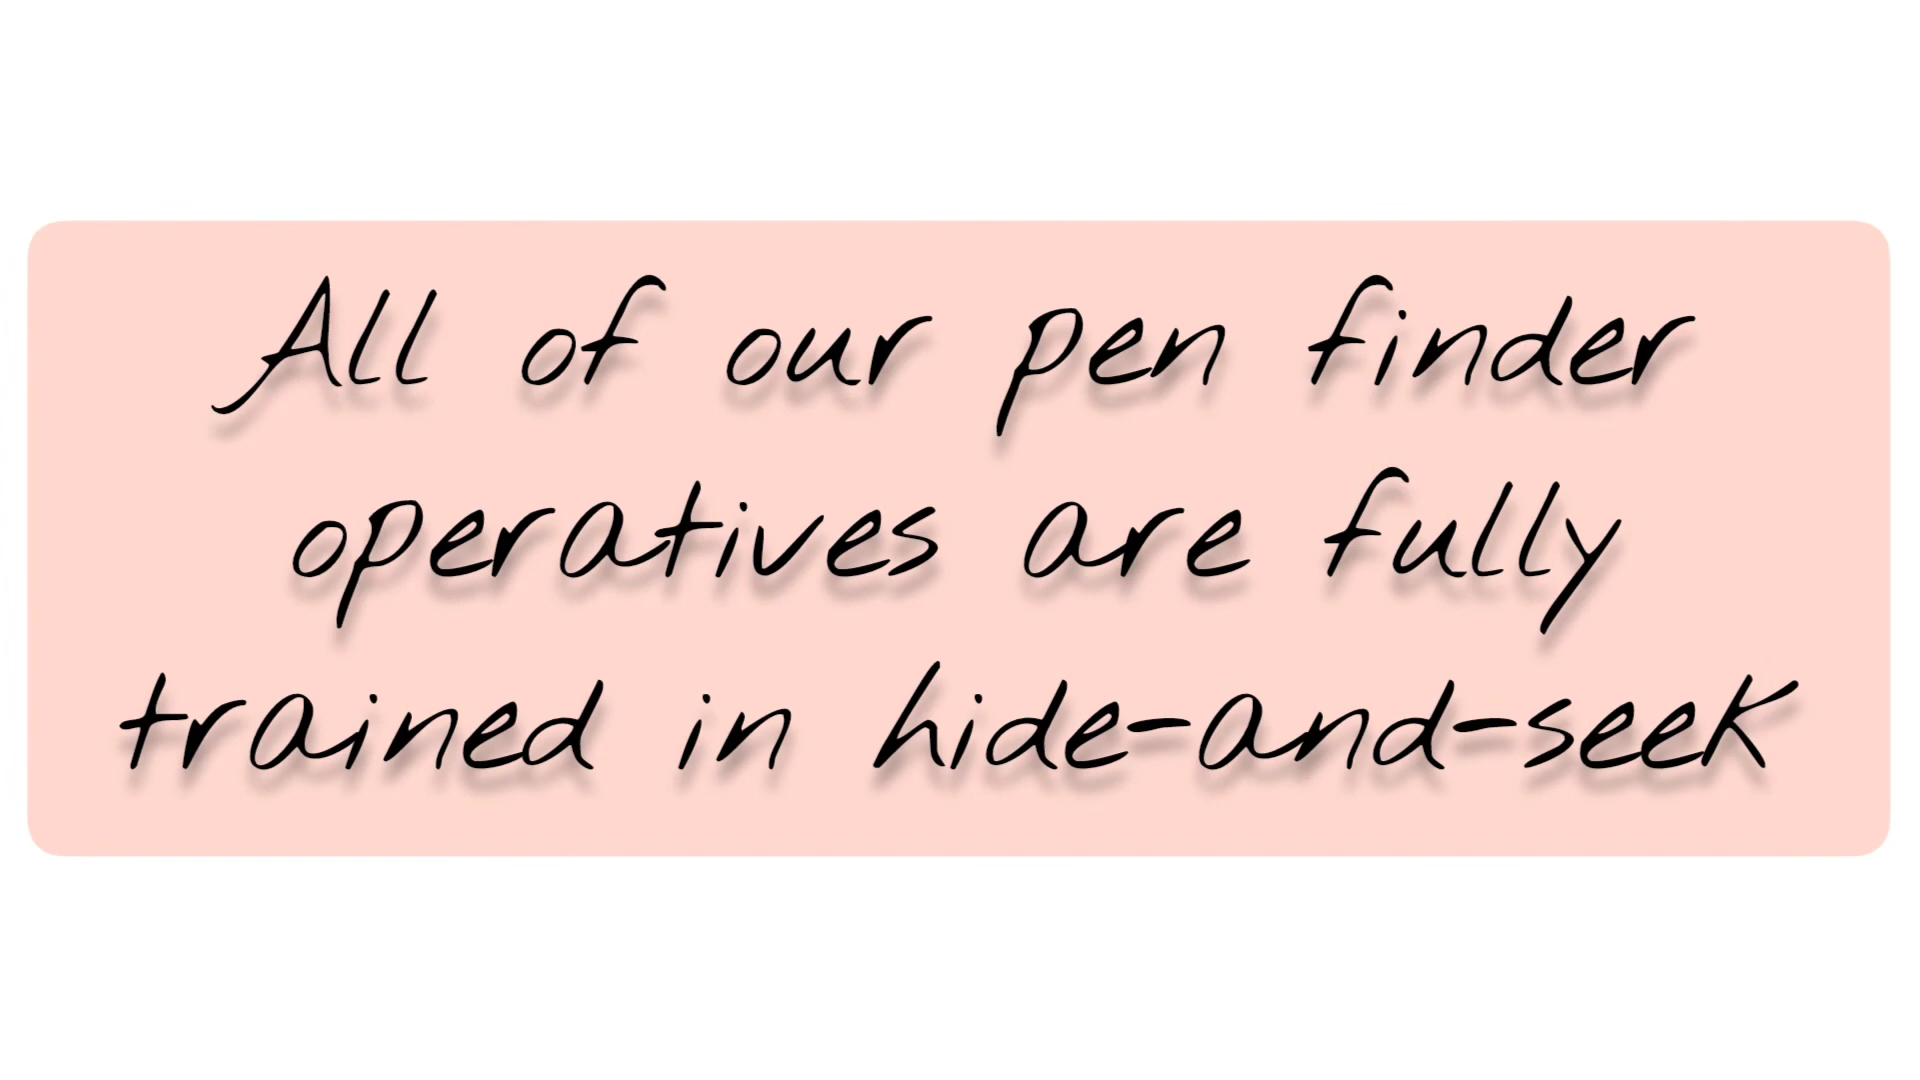 All of our pen finder
operatives are fully
trained in hide-and-seek